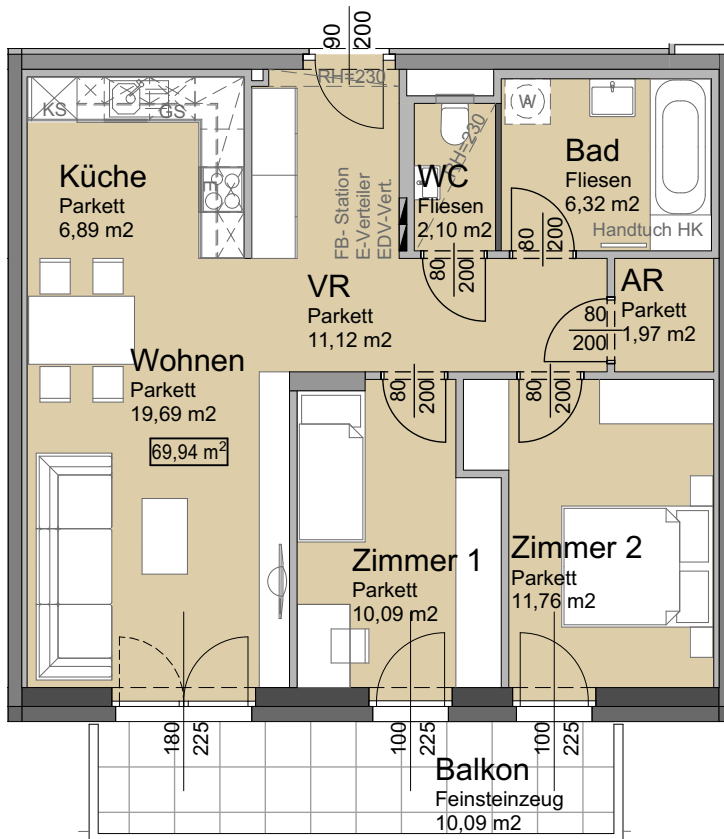 90
200
RH=230
KS
GS
E
W
Küche
Parkett
6,89 m2
FB- Station
E-Verteiler
EDV-Vert.
RH=230
WC
Fliesen
2,10 m2
Bad
Fliesen
6,32 m2
Handtuch HK
80
200
80
200
VR
Parkett
11,12 m2
AR
Parkett
1,97 m2
80
200
Wohnen
Parkett
19,69 m2
69,94 m²
80
200
80
200
Zimmer 1
Parkett
10,09 m2
Zimmer 2
Parkett
11,76 m2
180
225
100
225
100
225
Balkon
Feinsteinzeug
10,09 m2